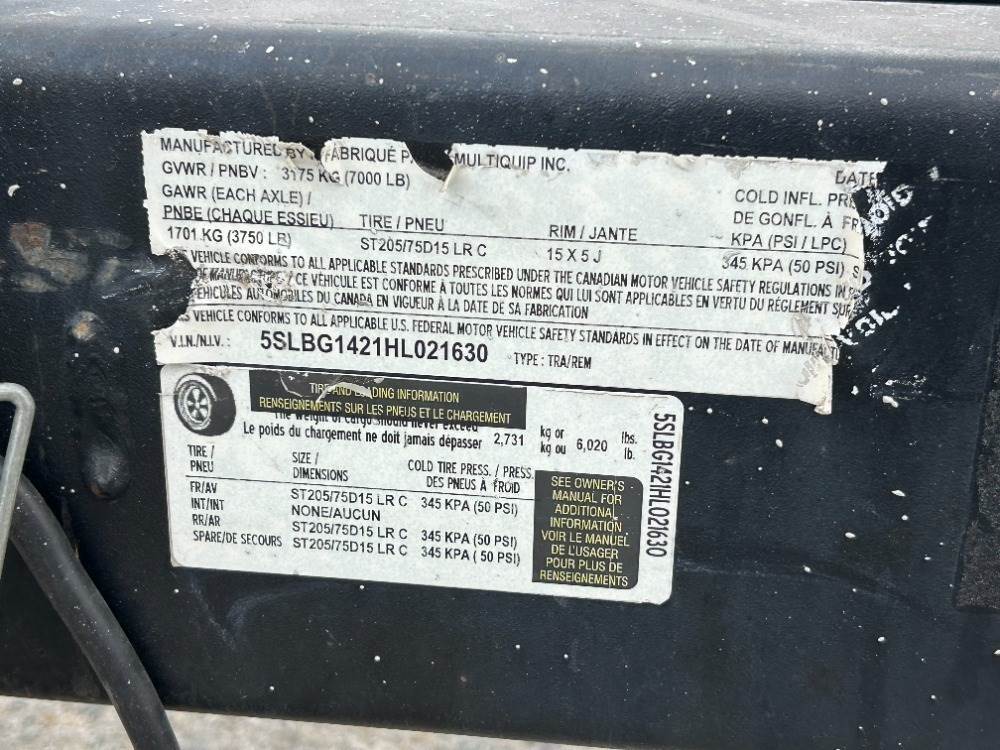 MANUFACTURED BY / FABRIQUÉ P MULTIQUIP INC. DATE
GVWR / PNBV : 3175 KG (7000 LB)
GAWR (EACH AXLE) / COLD INFL. PRE
PNBE (CHAQUE ESSIEU) TIRE / PNEU RIM / JANTE DE GONFL. À FR
KPA (PSI / LPC)
1701 KG (3750 LB) ST205/75D15 LR C 15 X 5 J 345 KPA (50 PSI) S
VEHICLE CONFORMS TO ALL APPLICABLE STANDARDS PRESCRIBED UNDER THE CANADIAN MOTOR VEHICLE SAFETY REGULATIONS IN
CE VÉHICULE EST CONFORME À TOUTES LES NORMES QUI LUI SONT APPLICABLES EN VERTU DU RÈGLEMENT SUR
VÉHICULES AUTOMOBILES DU CANADA EN VIGUEUR À LA DATE DE SA FABRICATION
VEHICLE CONFORMS TO ALL APPLICABLE U.S. FEDERAL MOTOR VEHICLE SAFETY STANDARDS IN EFFECT ON THE DATE OF MANUFACTU
V.I.N./N.I.V. : 5SLBG1421HL021630 TYPE : TRA/REM
TIRE AND LOADING INFORMATION
RENSEIGNEMENTS SUR LES PNEUS ET LE CHARGEMENT
The weight of cargo should never exceed
Le poids du chargement ne doit jamais dépasser 2,731 kg or kg ou 6,020 lbs. lb.
TIRE / PNEU SIZE / DIMENSIONS COLD TIRE PRESS. / PRESS. DES PNEUS À FROID
FR/AV ST205/75D15 LR C 345 KPA (50 PSI)
INT/INT NONE/AUCUN
RR/AR ST205/75D15 LR C 345 KPA (50 PSI)
SPARE/DE SECOURS ST205/75D15 LR C 345 KPA ( 50 PSI)
SEE OWNER'S
MANUAL FOR
ADDITIONAL
INFORMATION
VOIR LE MANUEL
DE L'USAGER
POUR PLUS DE
RENSEIGNEMENTS
5SLBG1421HL021630